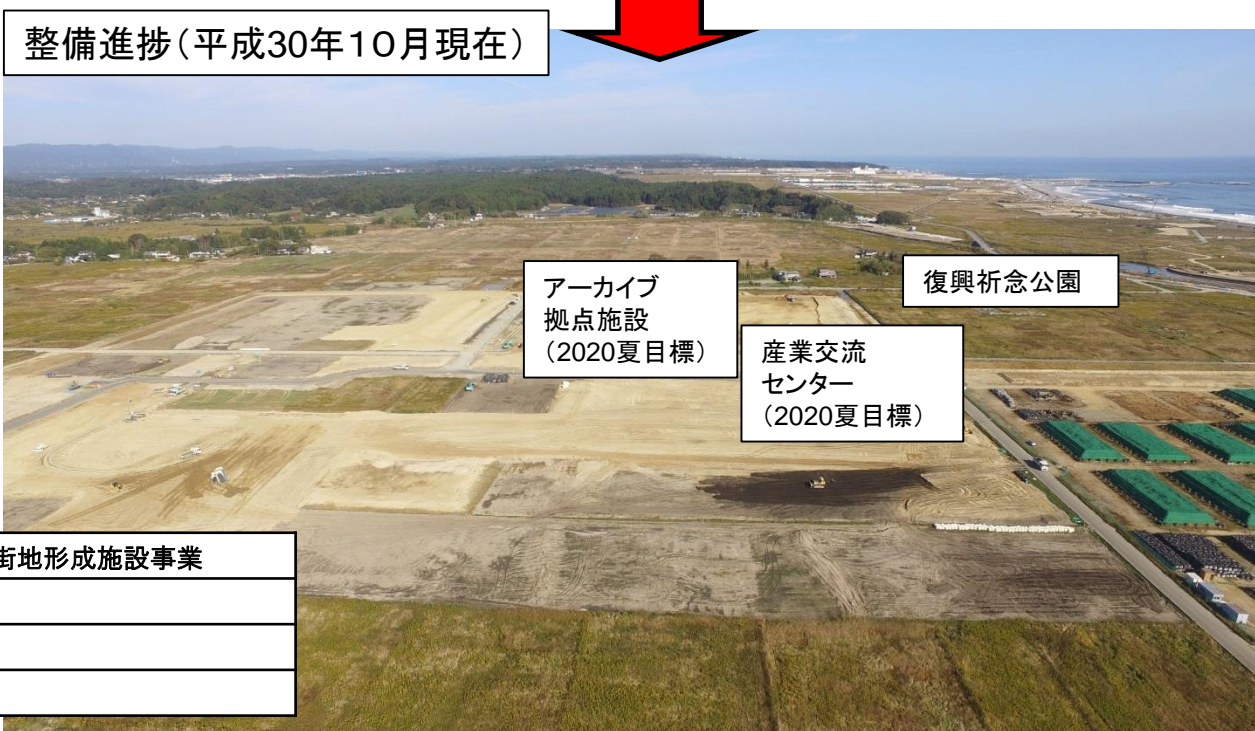 整備進捗（平成30年１０月現在）
アーカイブ
拠点施設
（2020夏目標）
復興祈念公園
産業交流
センター
（2020夏目標）
街地形成施設事業